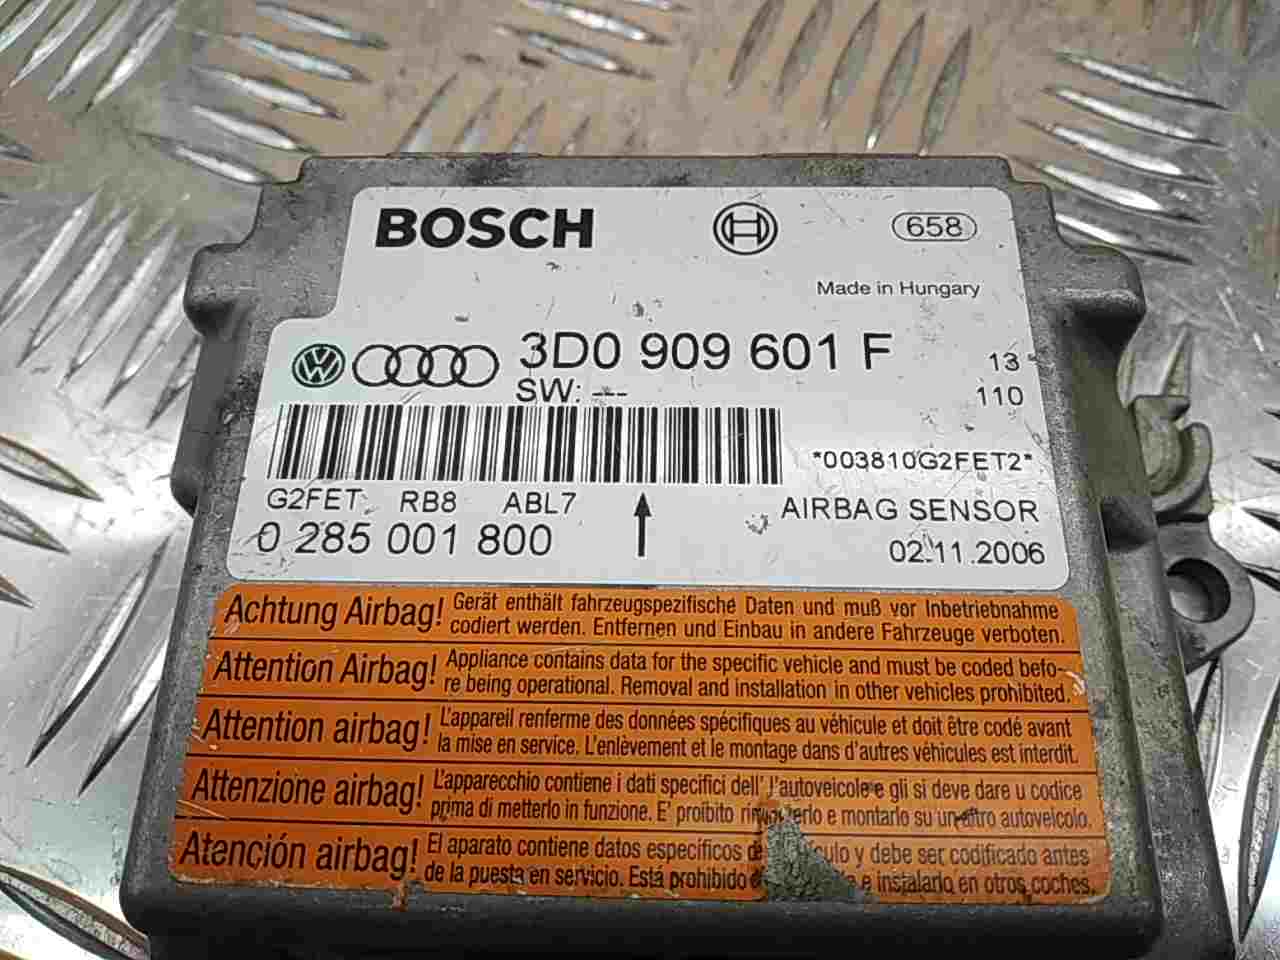 BOSCH
658
Made in Hungary
3D0 909 601 F
13
SW: ---
110
*003810G2FET2*
G2FET RB8 ABL7
AIRBAG SENSOR
0 285 001 800
02.11.2006
Achtung Airbag! Gerät enthält fahrzeugspezifische Daten und muß vor Inbetriebnahme
codiert werden. Entfernen und Einbau in andere Fahrzeuge verboten.
Attention Airbag! Appliance contains data for the specific vehicle and must be coded befo-
re being operational. Removal and installation in other vehicles prohibited.
Attention airbag! L'appareil renferme des données spécifiques au véhicule et doit être codé avant
la mise en service. L'enlèvement et le montage dans d'autres véhicules est interdit.
Attenzione airbag! L'apparecchio contiene i dati specifici dell' l'autoveicolo e gli si deve dare u codice
prima di metterlo in funzione. E' proibito e montarlo su un altro autoveicolo.
Atención airbag! El aparato contiene datos específicos y debe ser codificado antes
de la puesta en servicio. Está prohibido e instalarlo en otros coches.